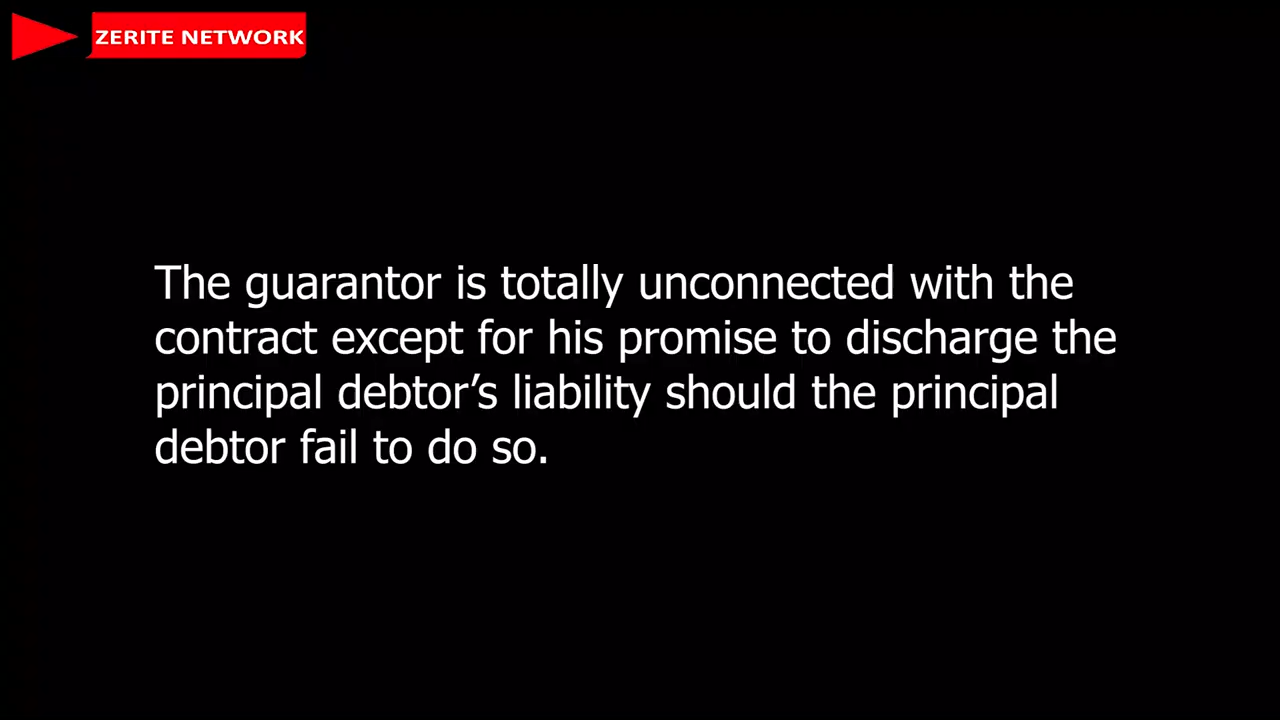 ZERITE NETWORK
The guarantor is totally unconnected with the
contract except for his promise to discharge the
principal debtor’s liability should the principal
debtor fail to do so.